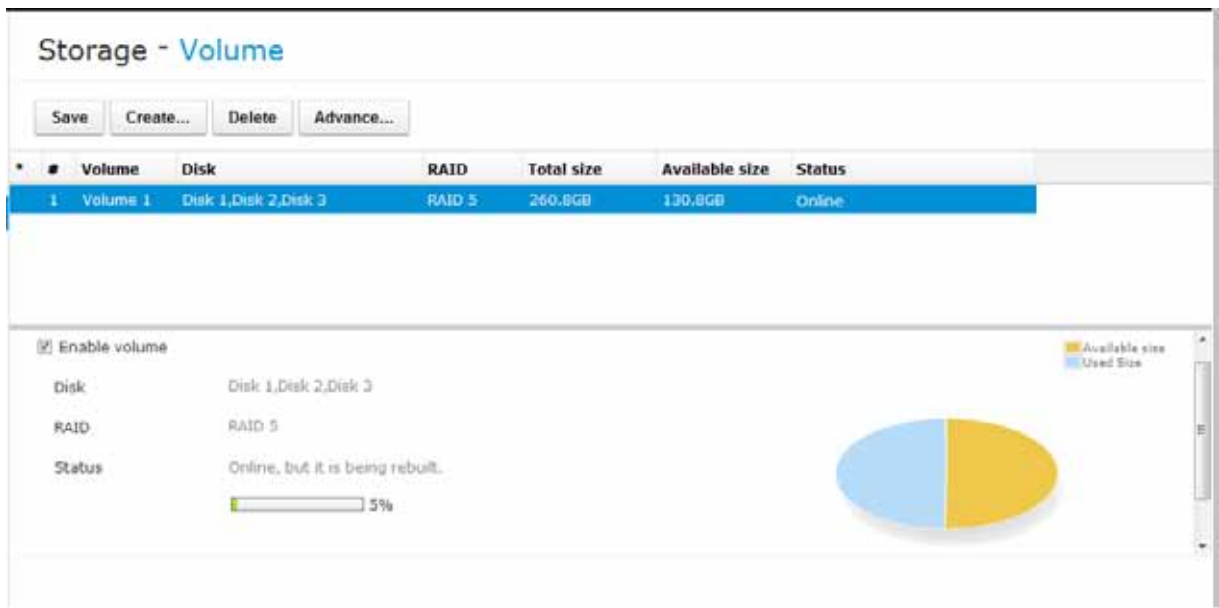 Storage - Volume
Save Create... Delete Advance...
* # Volume Disk RAID Total size Available size Status
1 Volume 1 Disk 1,Disk 2,Disk 3 RAID 5 260.8GB 130.8GB Online
Enable volume
Available size
Used Size
Disk Disk 1,Disk 2,Disk 3
RAID RAID 5
Status Online, but it is being rebuilt.
5%